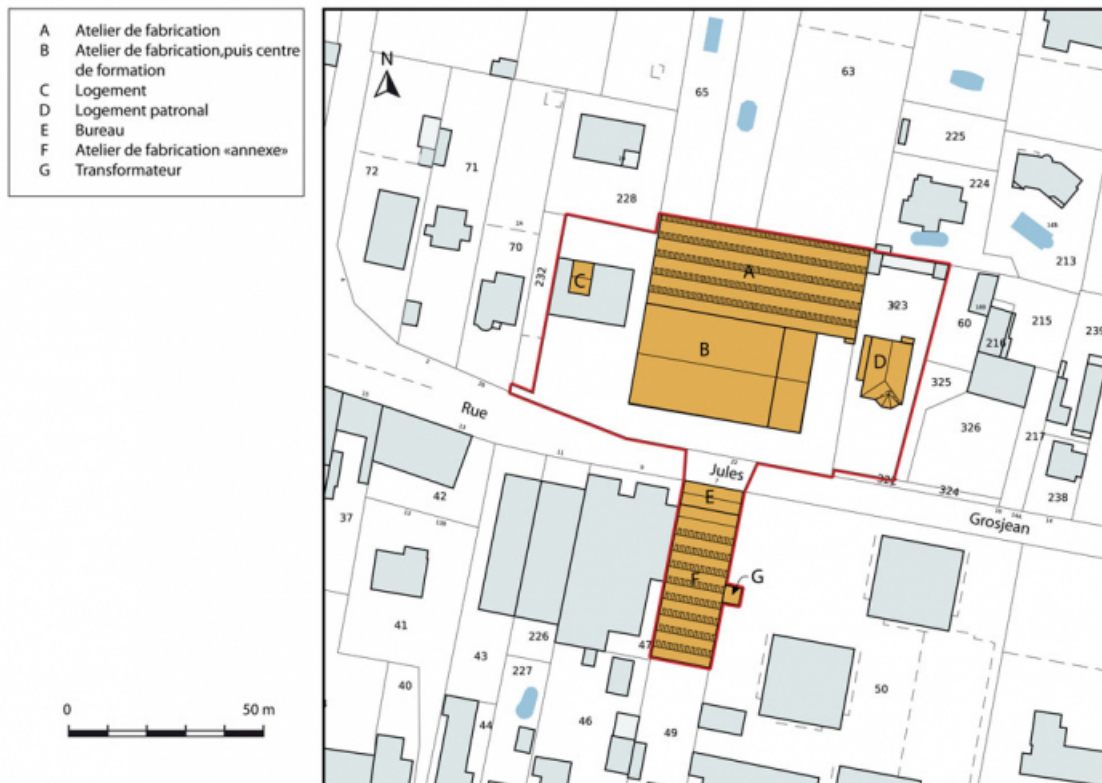 A Atelier de fabrication
B Atelier de fabrication,puis centre
de formation
C Logement
D Logement patronal
E Bureau
F Atelier de fabrication «annexe»
G Transformateur
0 50 m
N
63
65
225
71
72
224
228
213
70
232
A
C
323
60
215
216
239
B
D
325
326
217
Rue
Jules
322
324
238
Grosjean
42
37
E
F
G
41
226
47
43
227
40
50
46
44
49